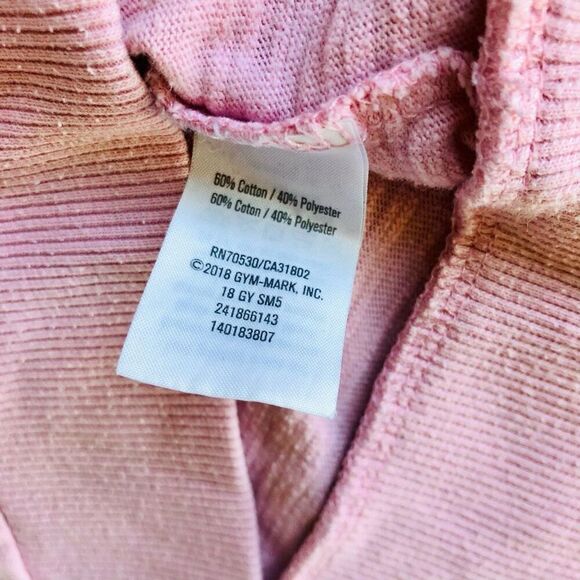 60% Cotton / 40% Polyester
60% Coton / 40% Polyester
RN70530/CA31802
©2018 GYM-MARK, INC.
18 GY SM5
241866143
140183807